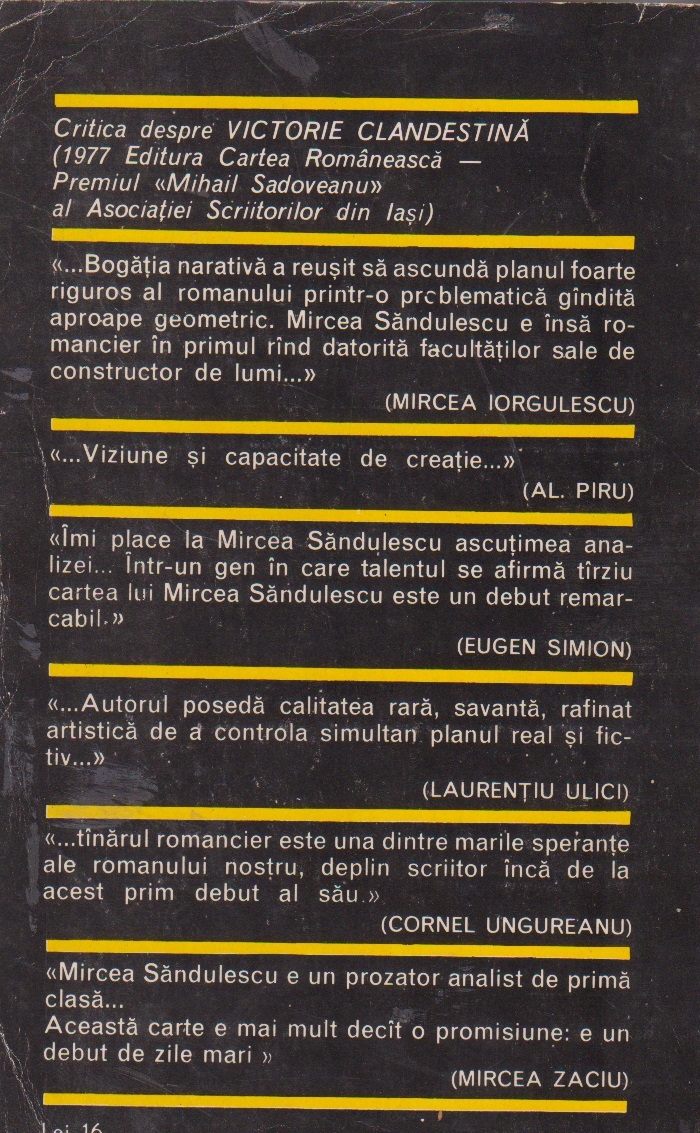 Critica despre VICTORIE CLANDESTINĂ
(1977 Editura Cartea Românească —
Premiul «Mihail Sadoveanu»
al Asociației Scriitorilor din Iași)
«...Bogăția narativă a reușit să ascundă planul foarte
riguros al romanului printr-o problematică gîndită
aproape geometric. Mircea Săndulescu e însă ro-
mancier în primul rînd datorită facultăților sale de
constructor de lumi...»
(MIRCEA IORGULESCU)
«...Viziune și capacitate de creație...»
(AL. PIRU)
«Îmi place la Mircea Săndulescu ascuțimea ana-
lizei... Într-un gen în care talentul se afirmă tîrziu
cartea lui Mircea Săndulescu este un debut remar-
cabil.»
(EUGEN SIMION)
«...Autorul posedă calitatea rară, savantă, rafinat
artistică de a controla simultan planul real și fic-
tiv...»
(LAURENȚIU ULICI)
«...tînărul romancier este una dintre marile speranțe
ale romanului nostru, deplin scriitor încă de la
acest prim debut al său.»
(CORNEL UNGUREANU)
«Mircea Săndulescu e un prozator analist de primă
clasă...
Această carte e mai mult decît o promisiune: e un
debut de zile mari »
(MIRCEA ZACIU)
Lei 16